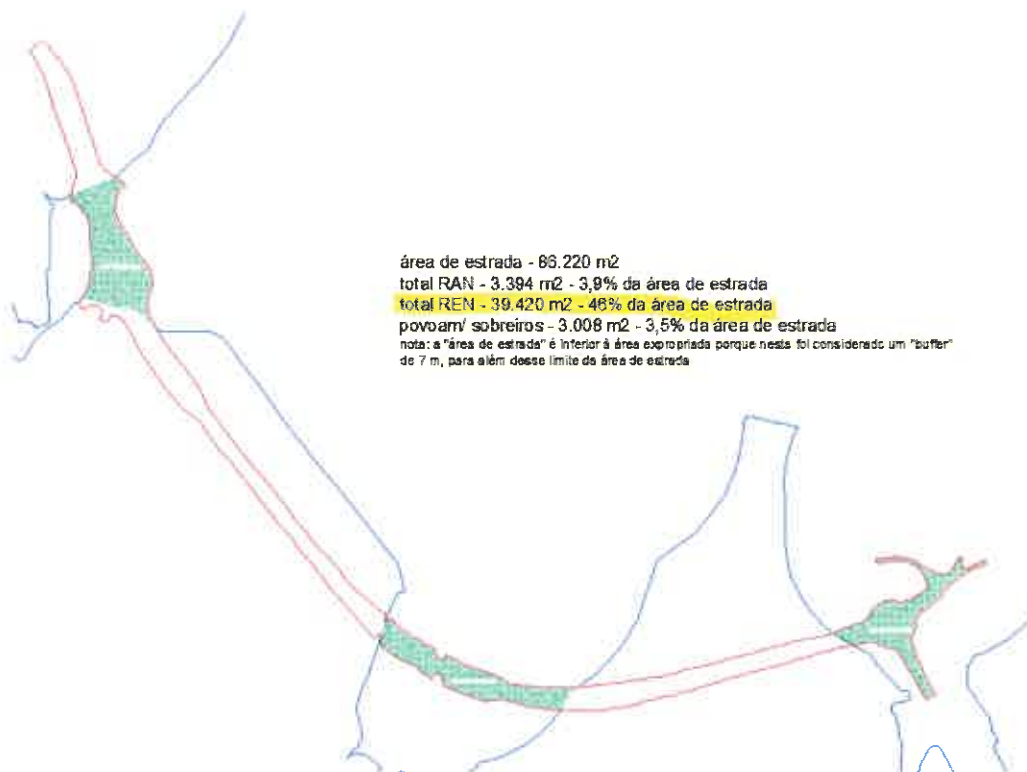 área de estrada - 86.220 m2
total RAN - 3.394 m2 - 3,9% da área de estrada
total REN - 39.420 m2 - 46% da área de estrada
povoam/ sobreiros - 3.008 m2 - 3,5% da área de estrada
nota: a "área de estrada" é inferior à área expropriada porque nesta foi considerado um "buffer"
de 7 m, para além desse limite da área de estrada